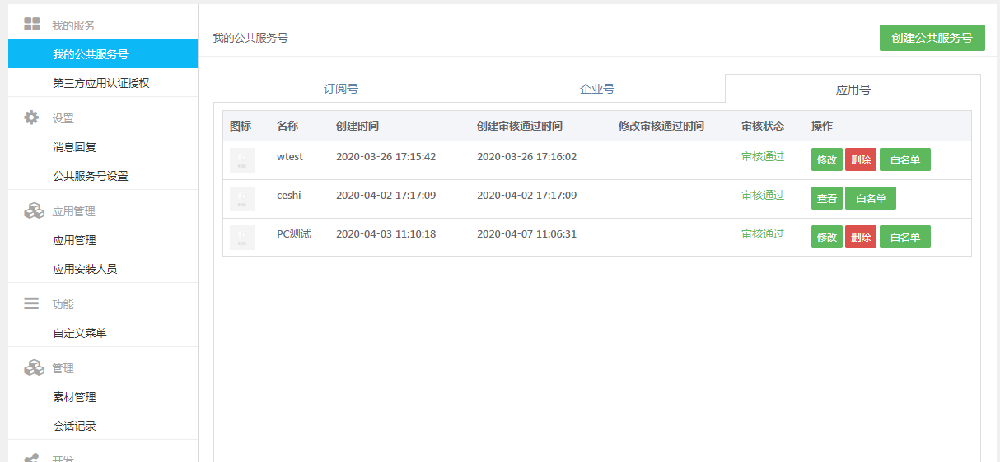 我的服务
我的公共服务号
第三方应用认证授权
设置
消息回复
公共服务号设置
应用管理
应用管理
应用安装人员
功能
自定义菜单
管理
素材管理
会话记录
开发
我的公共服务号
创建公共服务号
订阅号 企业号 应用号
图标 名称 创建时间 创建审核通过时间 修改审核通过时间 审核状态 操作
wtest 2020-03-26 17:15:42 2020-03-26 17:16:02 审核通过 修改 删除 白名单
ceshi 2020-04-02 17:17:09 2020-04-02 17:17:09 审核通过 查看 白名单
PC测试 2020-04-03 11:10:18 2020-04-07 11:06:31 审核通过 修改 删除 白名单